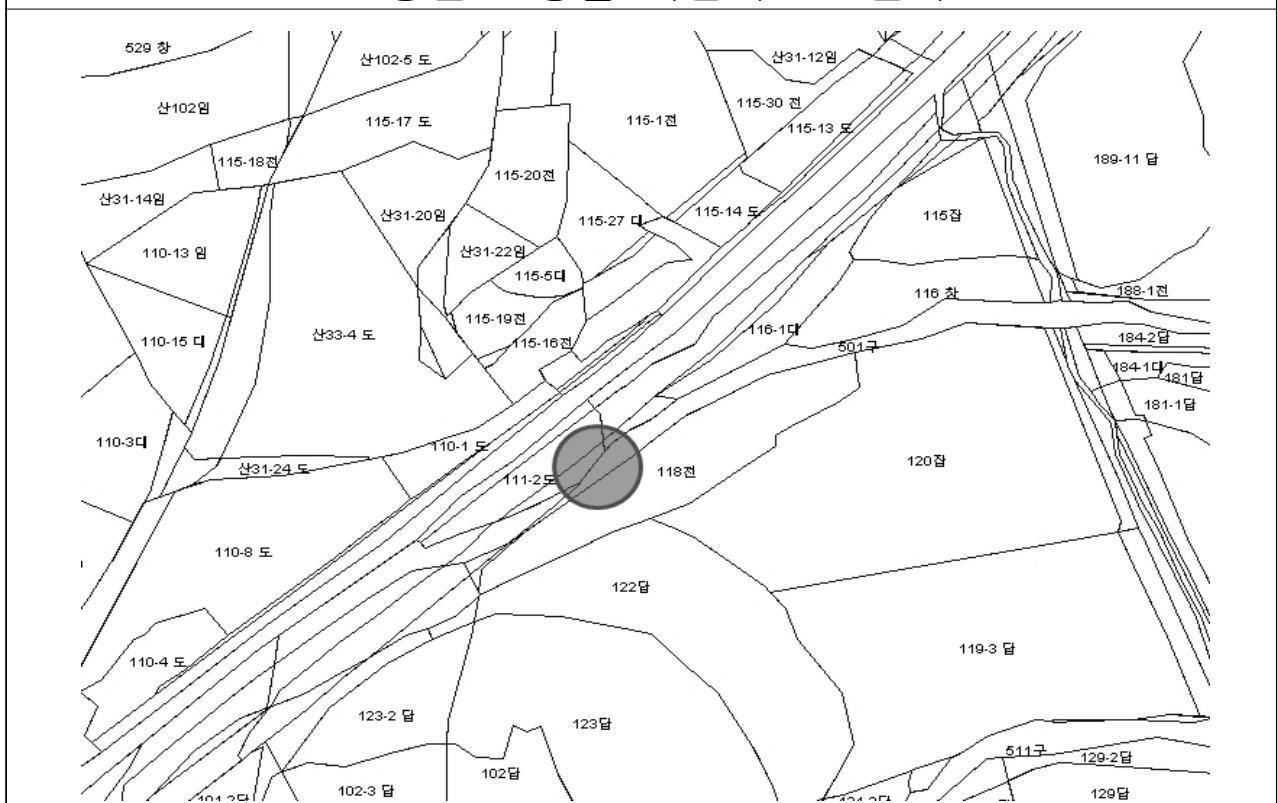 529 창
산102-5 도
산31-12임
산102임
115-30 전
115-17 도
115-1전
115-13 도
115-18전
189-11 답
115-20전
산31-14임
산31-20임
115-27 대
115-14 도
115잡
110-13 임
산31-22임
115-5대
116 창
188-1전
115-19전
116-1대
110-15 대
산33-4 도
115-16전
501구
184-2답
184-1대
181답
181-1답
110-3대
110-1 도
산31-24 도
111-2도
118전
120잡
110-8 도
122답
119-3 답
110-4 도
123-2 답
123답
511구
129-2답
102답
102-3 답
129답